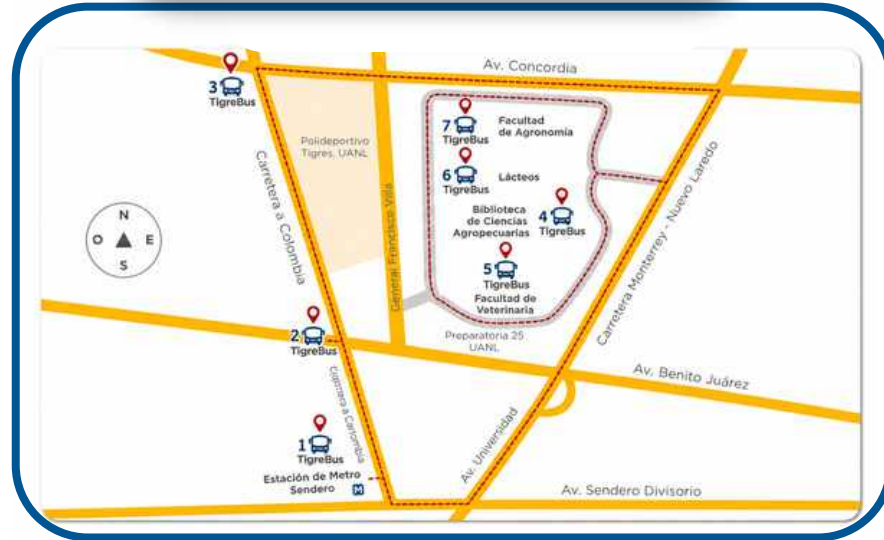 Av. Concordia
3
TigreBus
7
TigreBus
Facultad
de Agronomía
Polideportivo
Tigres, UANL
6
TigreBus
Lácteos
Carretera a Colombia
General Francisco Villa
Biblioteca
de Ciencias
Agropecuarias
4
TigreBus
Carretera Monterrey - Nuevo Laredo
N
O
E
S
5
TigreBus
Facultad de
Veterinaria
2
TigreBus
Preparatoria 25
UANL
Av. Benito Juárez
1
TigreBus
Av. Universidad
Estación de Metro
Sendero
M
Av. Sendero Divisorio